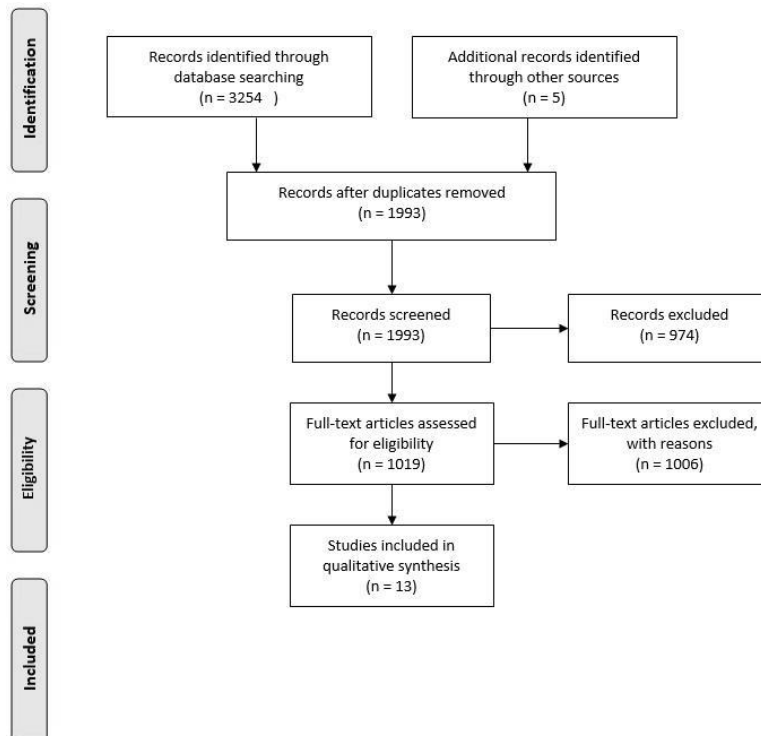 Identification
Records identified through
database searching
(n = 3254 )
Additional records identified
through other sources
(n = 5)
Records after duplicates removed
(n = 1993)
Screening
Records screened
(n = 1993)
Records excluded
(n = 974)
Eligibility
Full-text articles assessed
for eligibility
(n = 1019)
Full-text articles excluded,
with reasons
(n = 1006)
Studies included in
qualitative synthesis
(n = 13)
Included